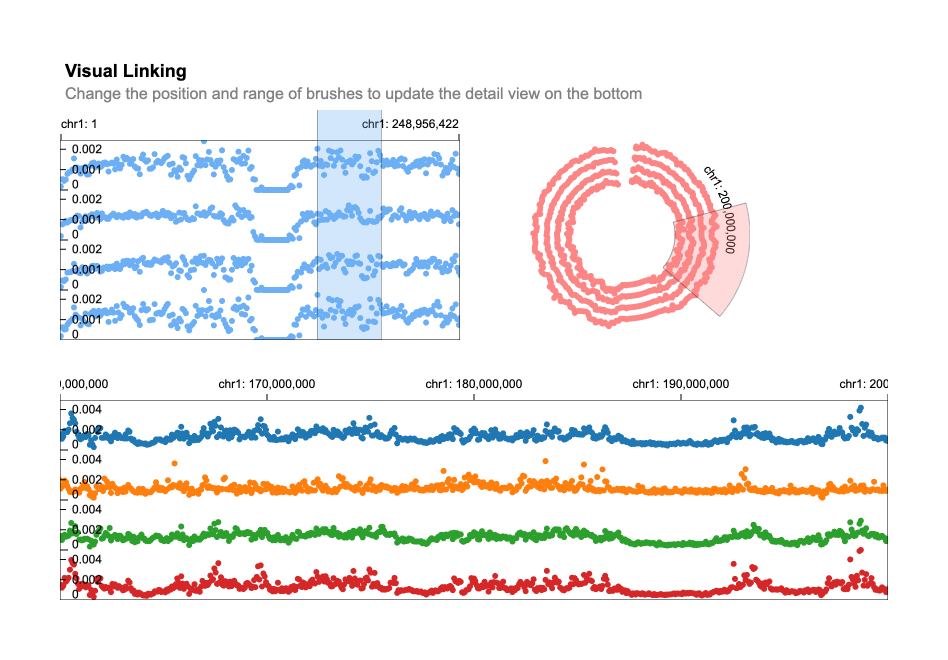 Visual Linking
Change the position and range of brushes to update the detail view on the bottom
chr1: 1
chr1: 248,956,422
0.002
0.001
0
0.002
0.001
0
0.002
0.001
0
0.002
0.001
0
chr1: 200,000,000
0,000,000
chr1: 170,000,000
chr1: 180,000,000
chr1: 190,000,000
chr1: 200
0.004
0.002
0
0.004
0.002
0
0.004
0.002
0
0.004
0.002
0